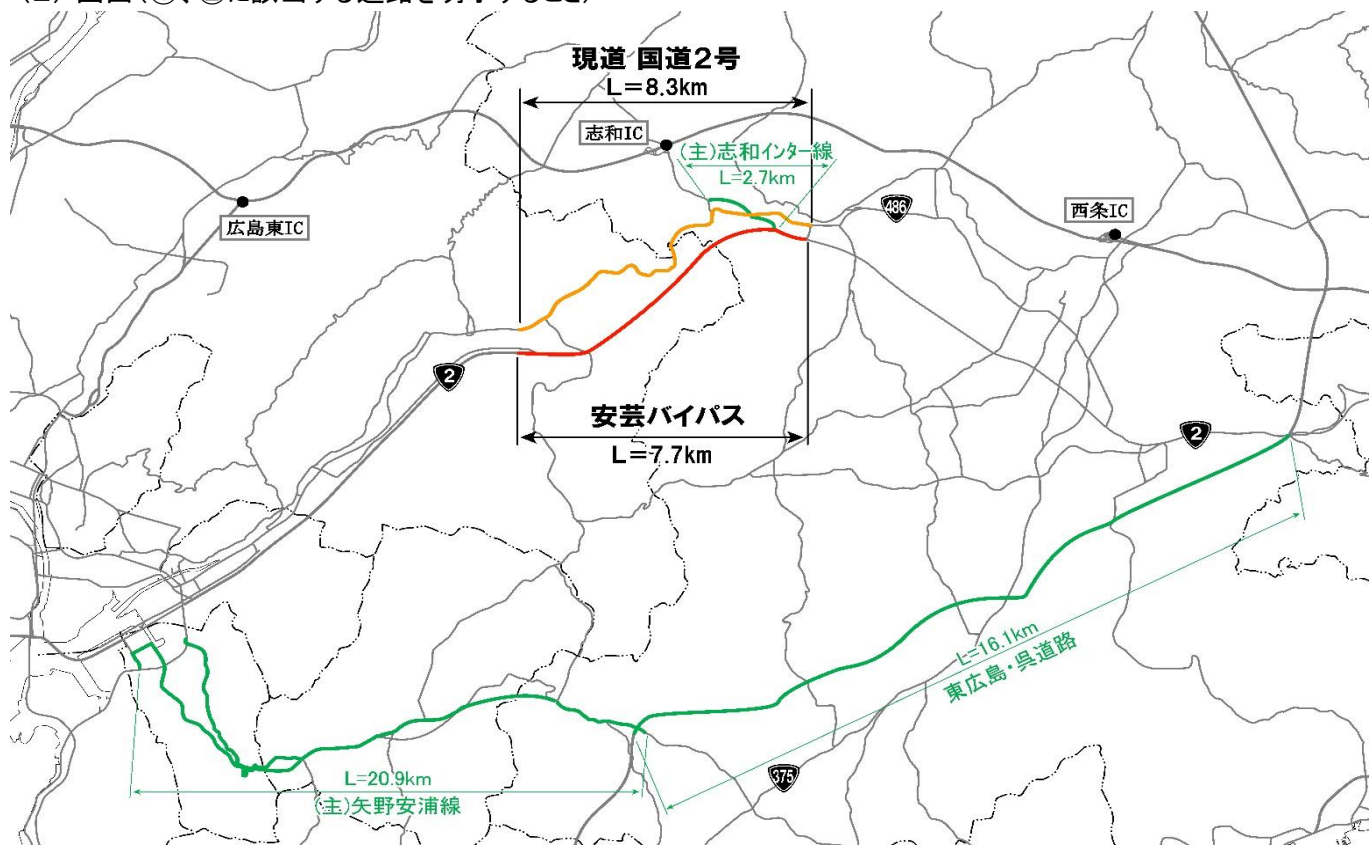 現道 国道2号
L=8.3km
志和IC
(主)志和インター線
L=2.7km
広島東IC
486
西条IC
2
安芸バイパス
L=7.7km
2
L=16.1km
東広島・呉道路
L=20.9km
(主)矢野安浦線
375